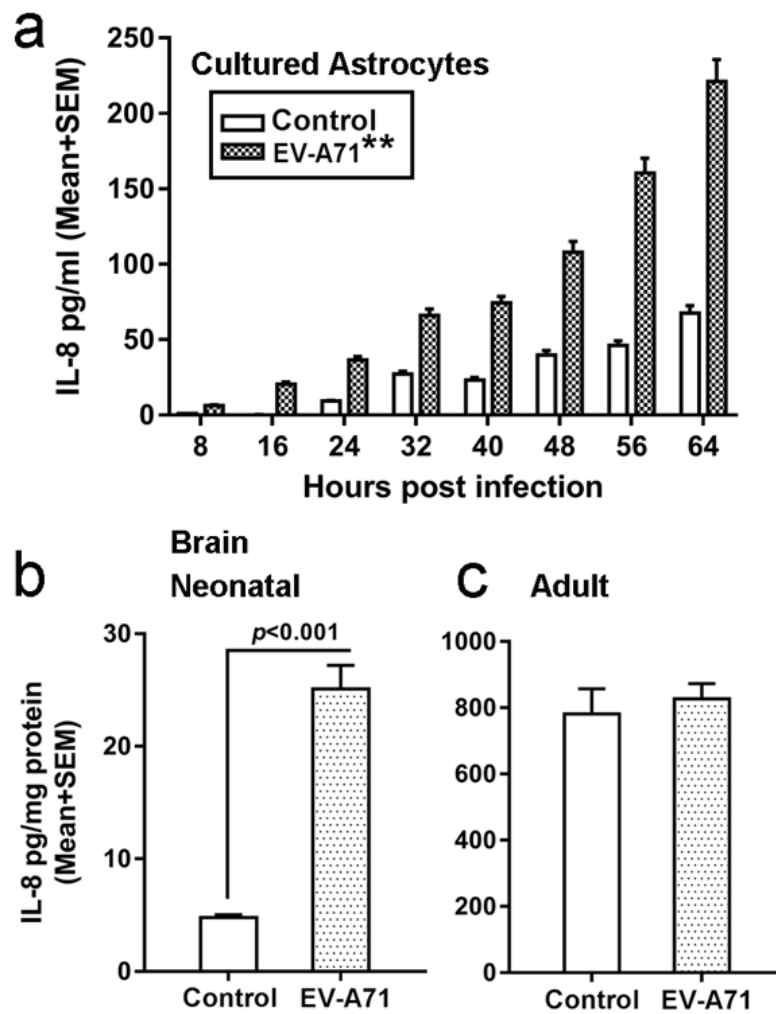 a
250
200
150
100
50
0
IL-8 pg/ml (Mean+SEM)
Cultured Astrocytes
Control
EV-A71**
8 16 24 32 40 48 56 64
Hours post infection
Brain
b Neonatal
30
20
10
0
IL-8 pg/mg protein
(Mean+SEM)
p<0.001
Control EV-A71
c Adult
1000
800
600
400
200
0
Control EV-A71